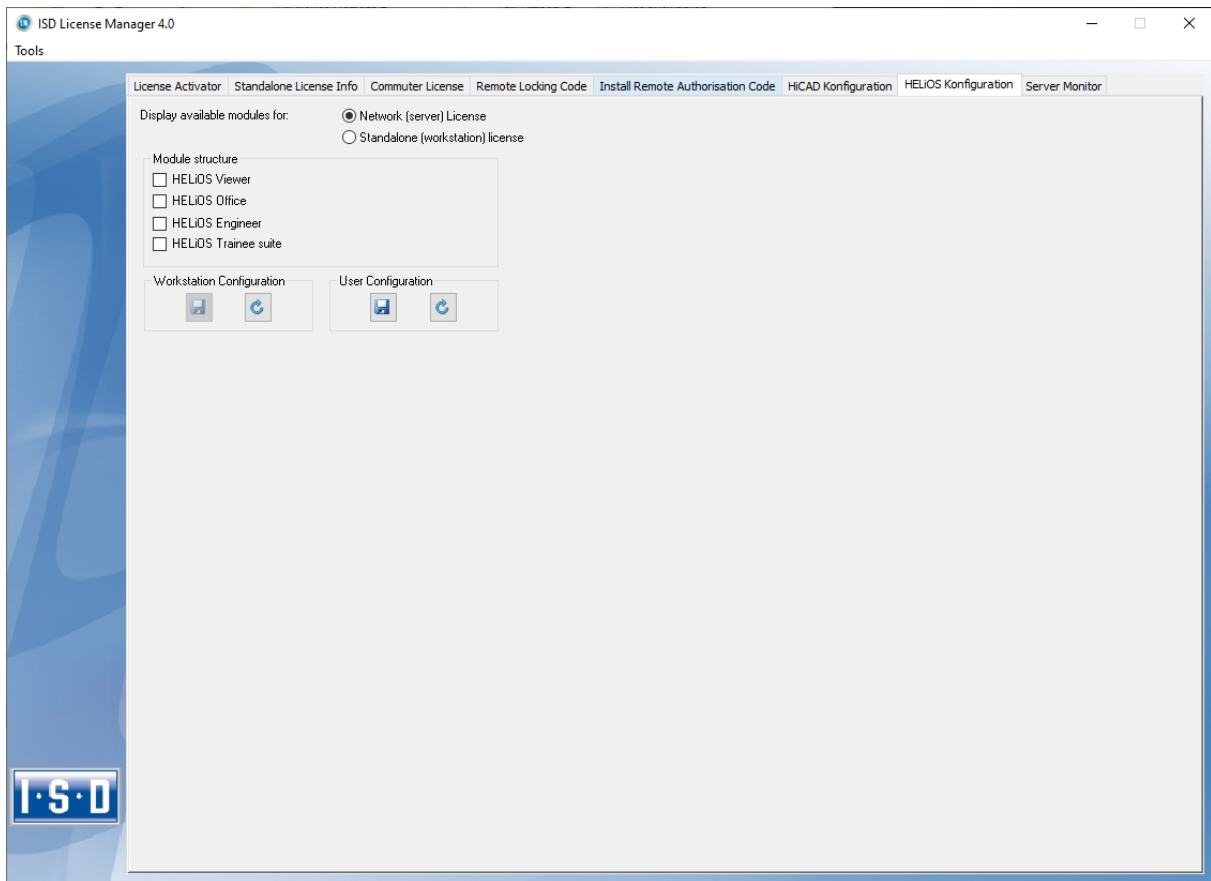 ISD License Manager 4.0
Tools
License Activator Standalone License Info Commuter License Remote Locking Code Install Remote Authorisation Code HiCAD Konfiguration HELiOS Konfiguration Server Monitor
Display available modules for: Network (server) License
Standalone (workstation) license
Module structure
HELiOS Viewer
HELiOS Office
HELiOS Engineer
HELiOS Trainee suite
Workstation Configuration User Configuration
I·S·D